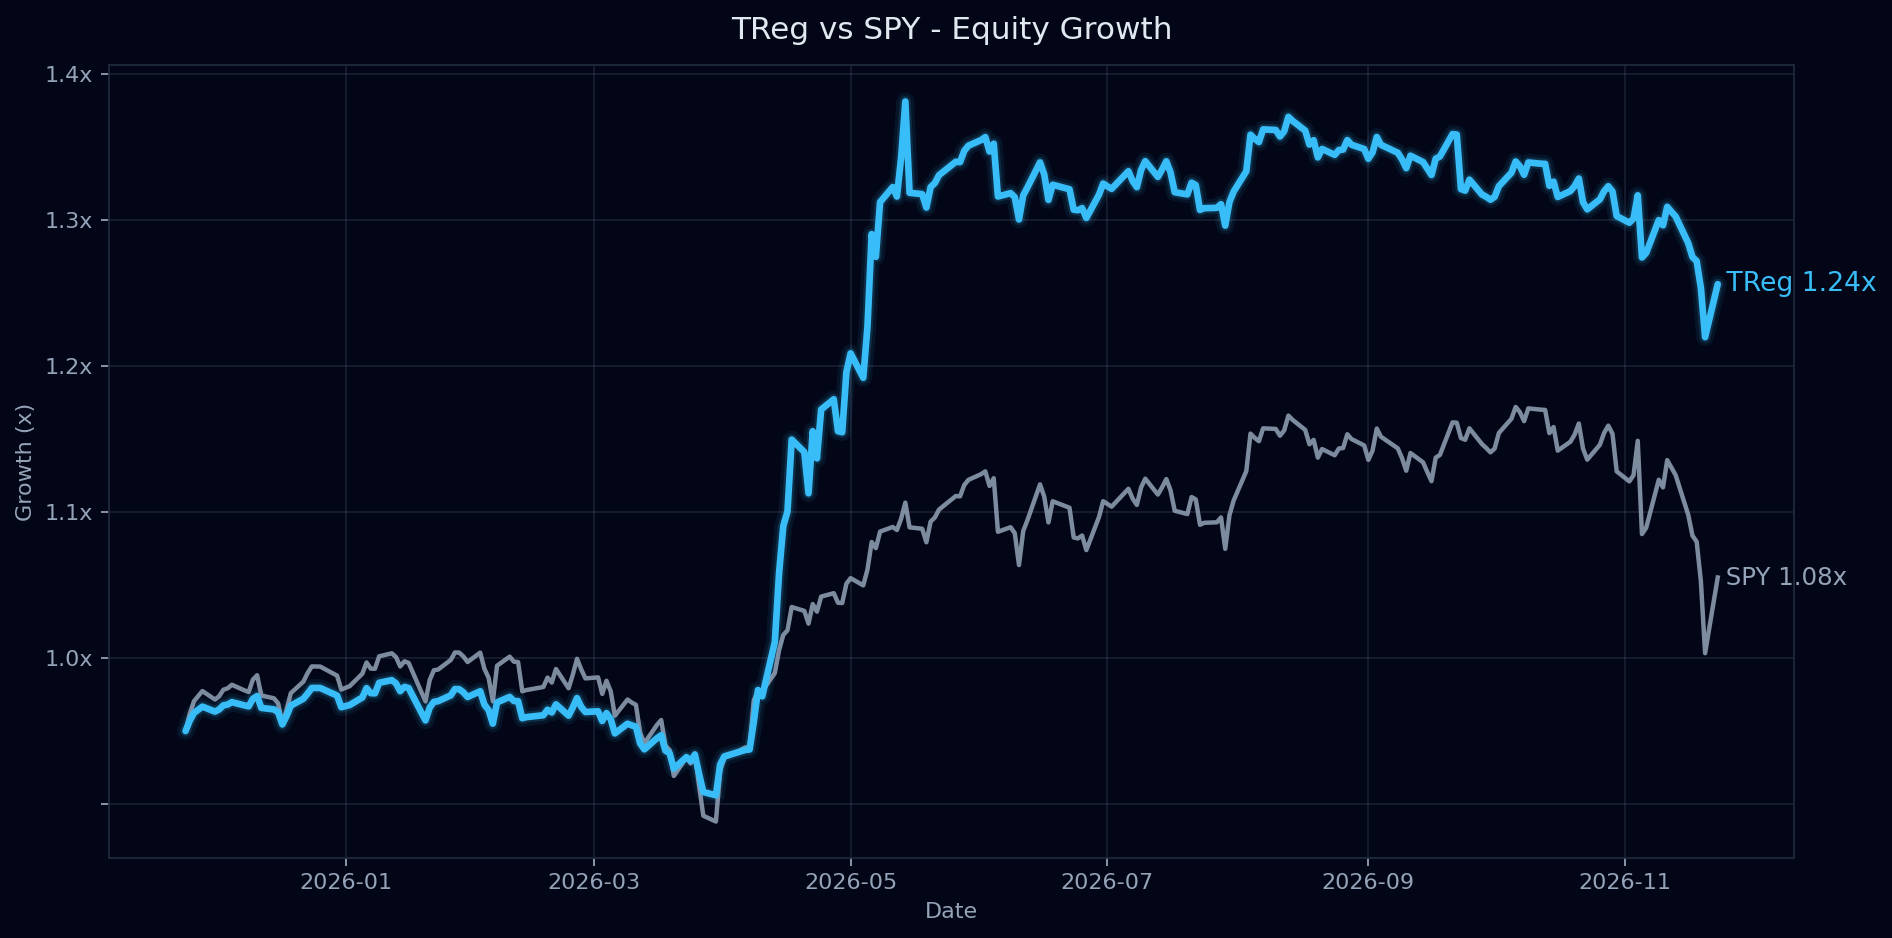 TReg vs SPY - Equity Growth
1.4x
1.3x
1.2x
1.1x
1.0x
Growth (x)
TReg 1.24x
SPY 1.08x
2026-01
2026-03
2026-05
2026-07
2026-09
2026-11
Date